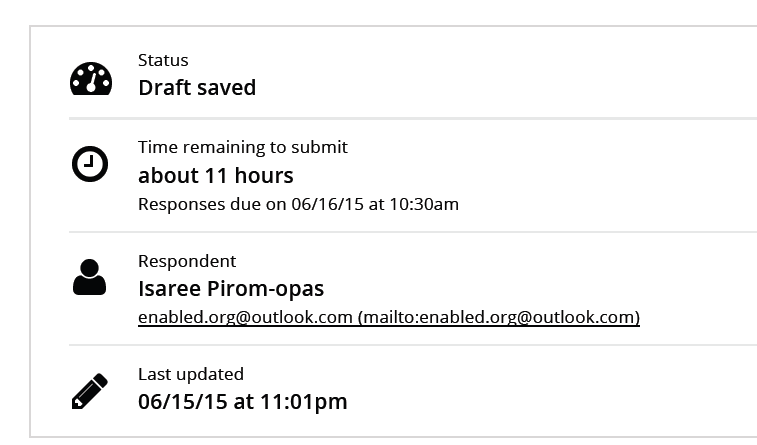 Status
Draft saved
Time remaining to submit
about 11 hours
Responses due on 06/16/15 at 10:30am
Respondent
Isaree Pirom-opas
enabled.org@outlook.com (mailto:enabled.org@outlook.com)
Last updated
06/15/15 at 11:01pm